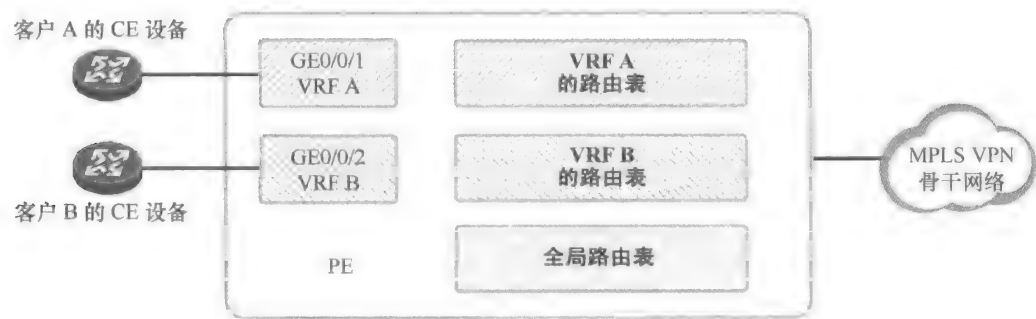 客户 A 的 CE 设备
GE0/0/1
VRF A
VRF A
的路由表
GE0/0/2
VRF B
VRF B
的路由表
客户 B 的 CE 设备
MPLS VPN
骨干网络
PE
全局路由表